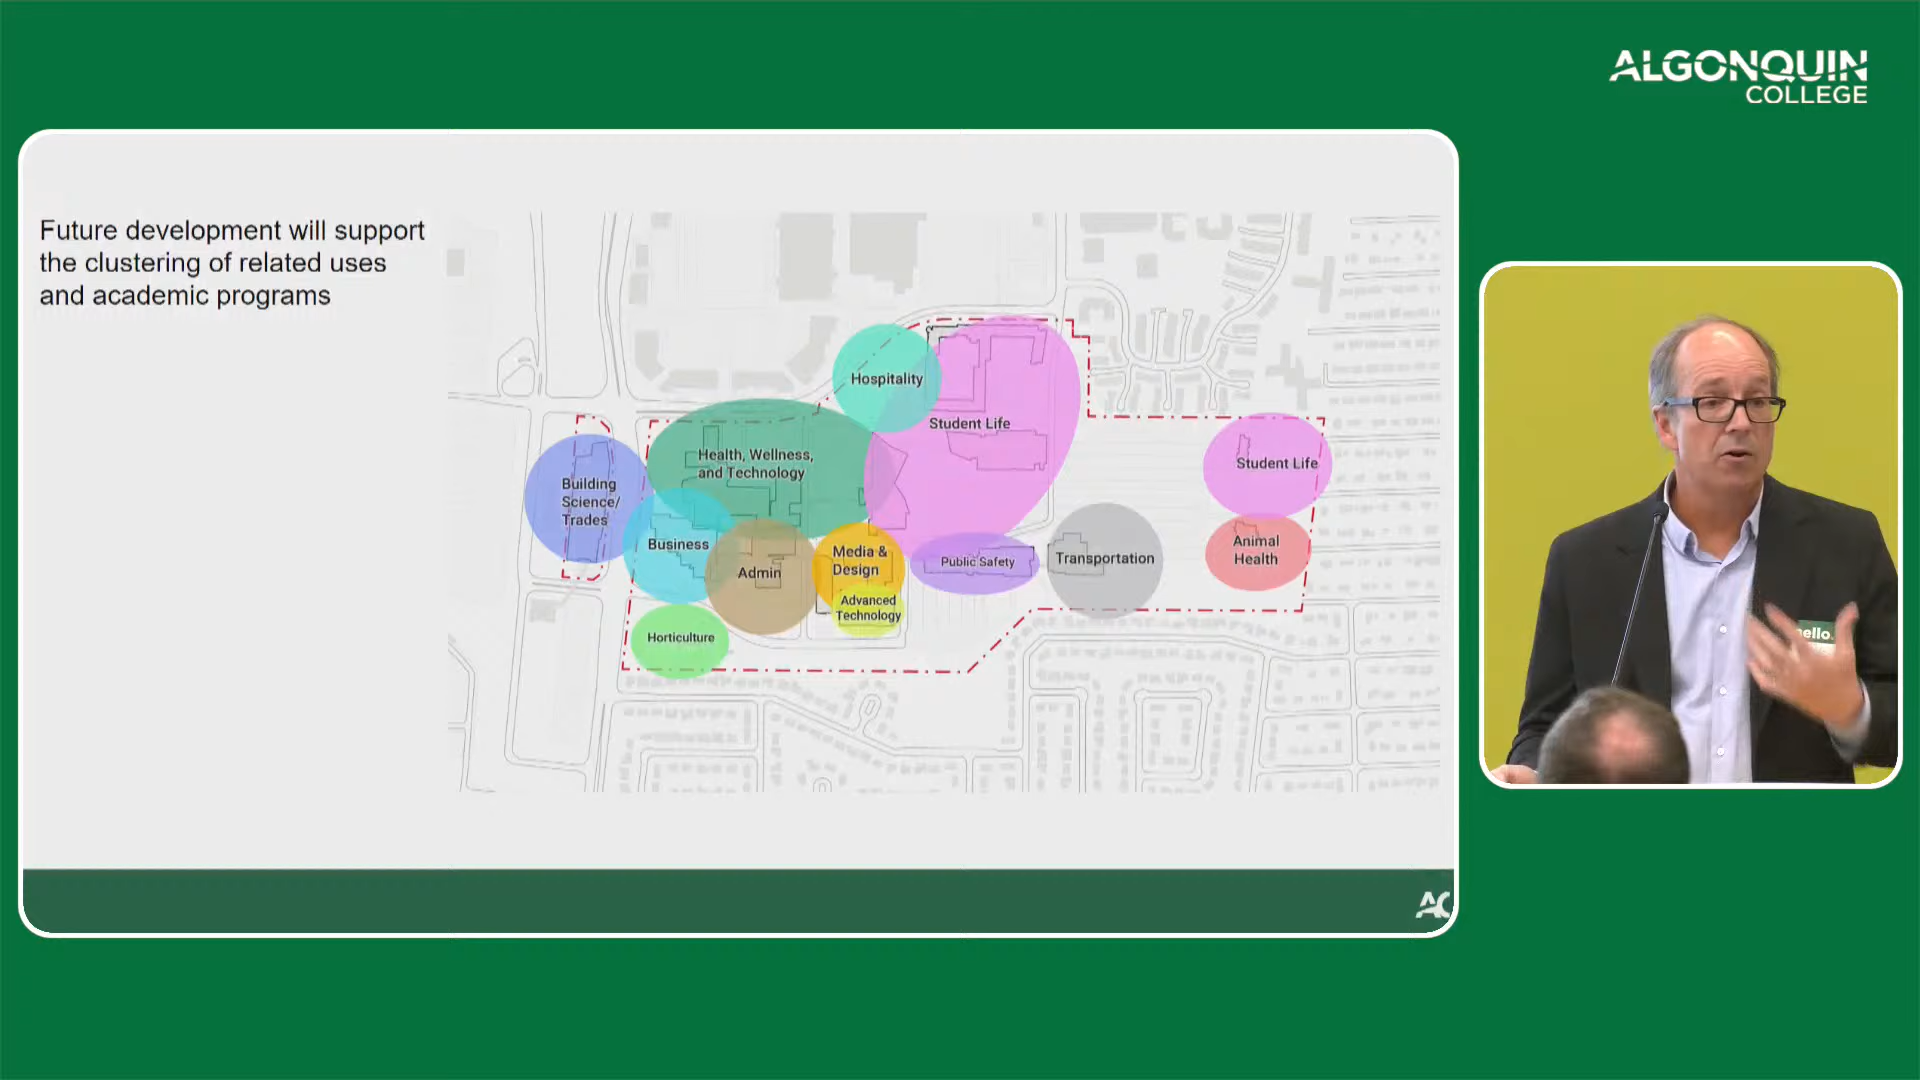 ALGONQUIN
COLLEGE
Future development will support
the clustering of related uses
and academic programs
Hospitality
Student Life
Health, Wellness,
and Technology
Student Life
Building
Science/
Trades
Business
Admin
Media &
Design
Advanced
Technology
Public Safety
Transportation
Animal
Health
Horticulture
AC